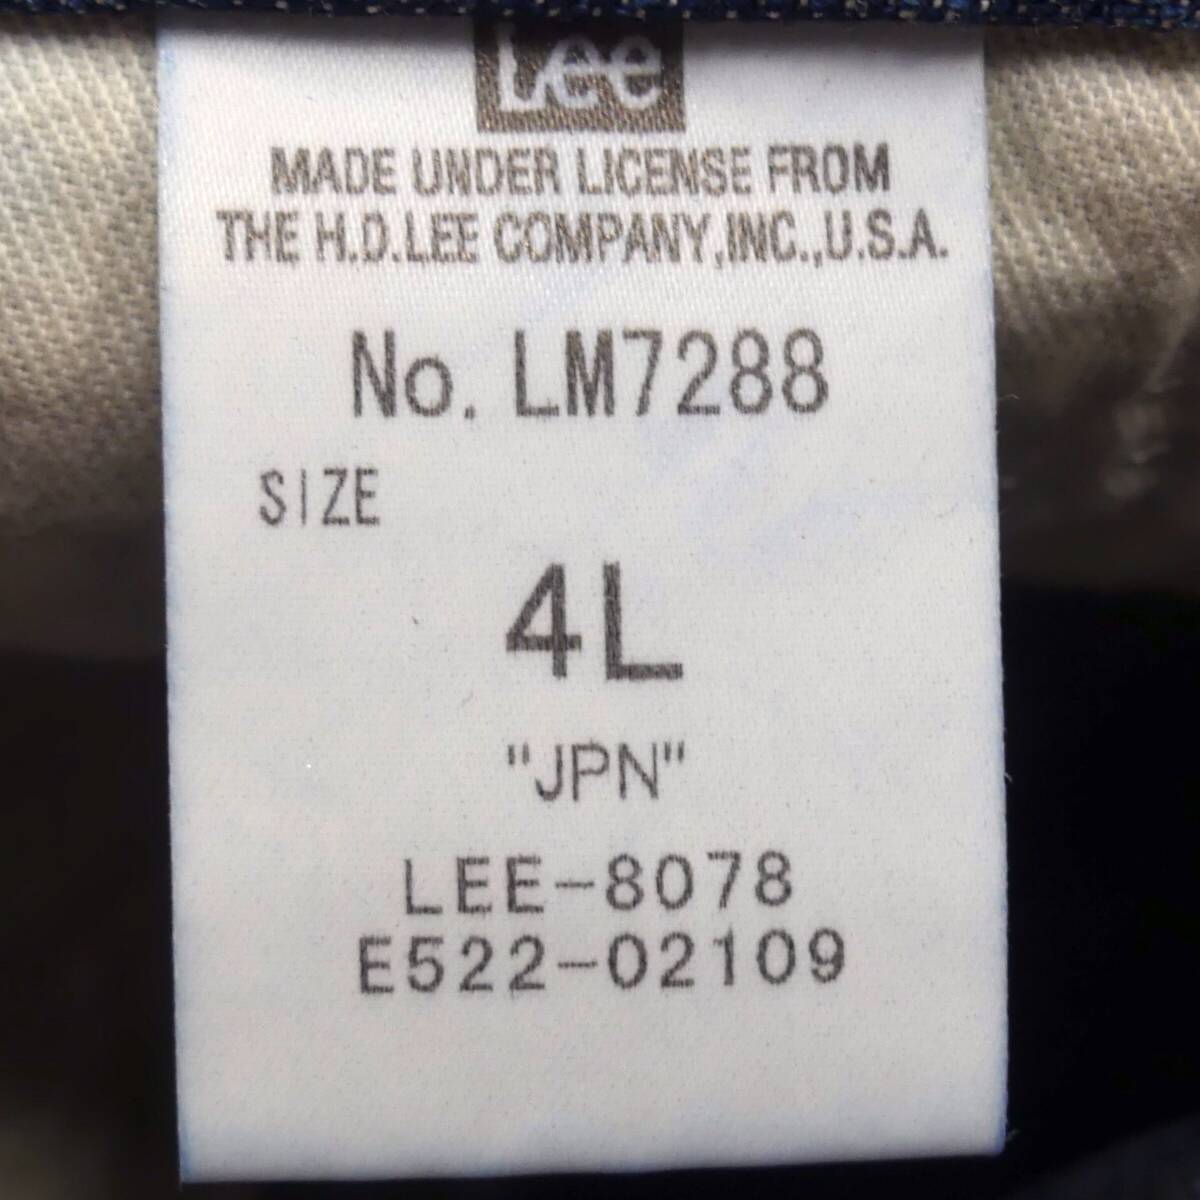 Lee
MADE UNDER LICENSE FROM
THE H.D.LEE COMPANY,INC.,U.S.A.
No. LM7288
SIZE
4L
"JPN"
LEE-8078
E522-02109